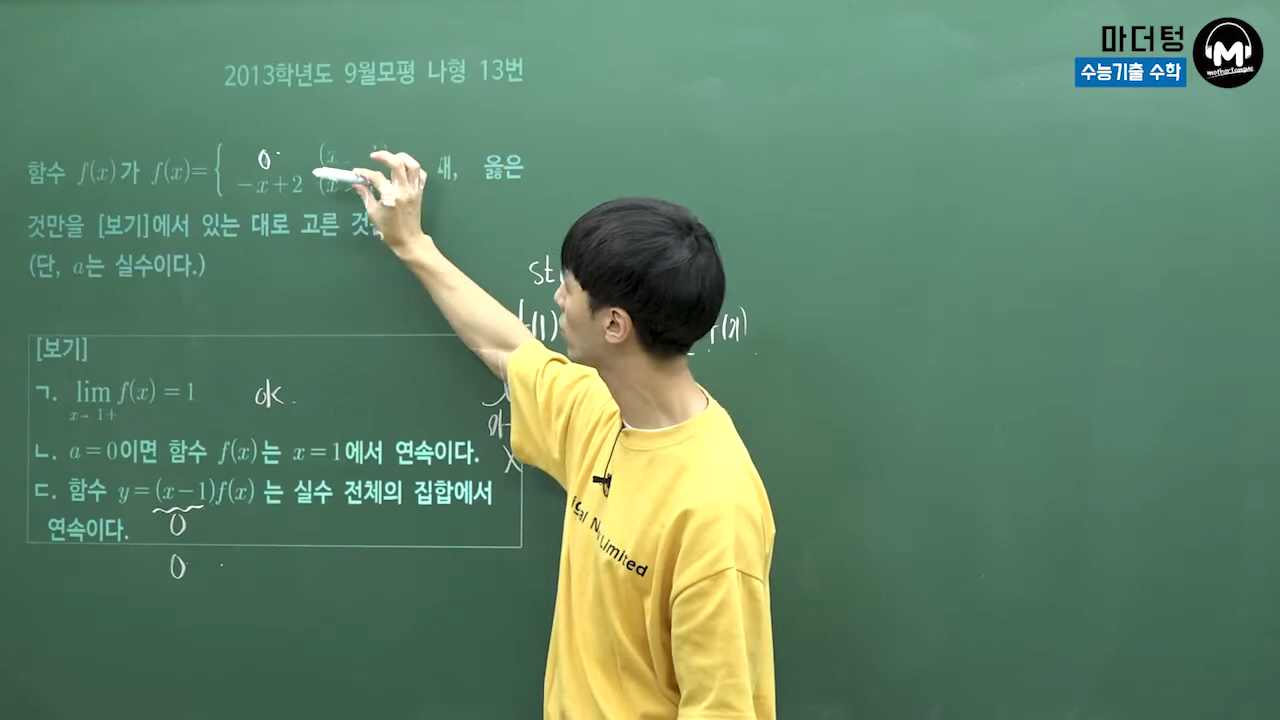 마더텅
수능기출 수학
M
motherTongue
2013학년도 9월모평 나형 13번
함수 f(x)가 f(x)={ 0 (x
-x+2 (x 때, 옳은
것만을 [보기]에서 있는 대로 고른 것
(단, a는 실수이다.)
st
(1) f(x)
[보기]
ㄱ. lim f(x)=1 ok.
x→1+
ㄴ. a=0이면 함수 f(x)는 x=1에서 연속이다.
ㄷ. 함수 y=(x-1)f(x)는 실수 전체의 집합에서
연속이다. 0
0
Limited